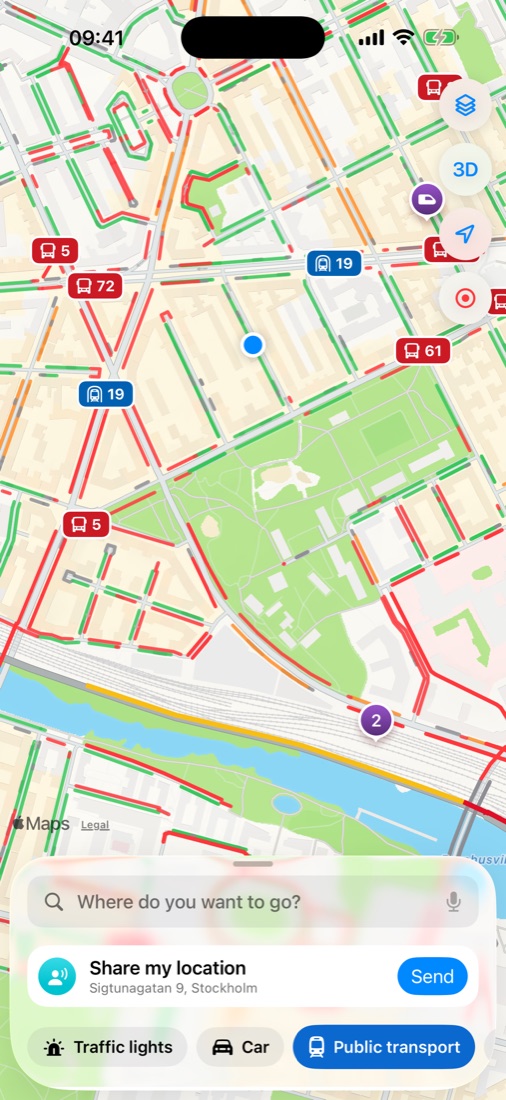 09:41
3D
5
72
19
61
19
5
2
Maps
Legal
Where do you want to go?
Share my location
Sigtunagatan 9, Stockholm
Send
Traffic lights
Car
Public transport